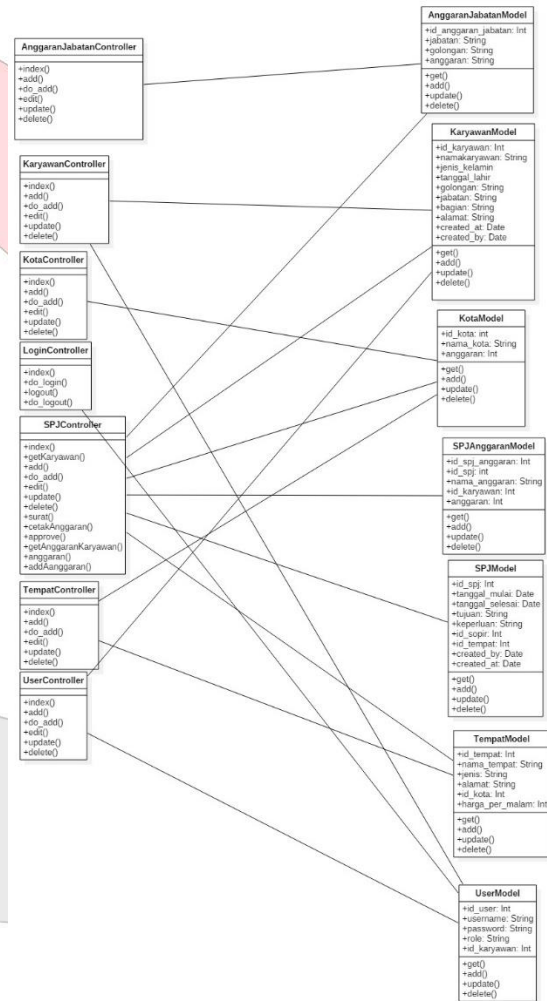 AnggaranJabatanController
+index()
+add()
+do_add()
+edit()
+update()
+delete()
KaryawanController
+index()
+add()
+do_add()
+edit()
+update()
+delete()
KotaController
+index()
+add()
+do_add()
+edit()
+update()
+delete()
LoginController
+index()
+do_login()
+logout()
+do_logout()
SPJController
+index()
+getKaryawan()
+add()
+do_add()
+edit()
+update()
+delete()
+surat()
+cetakAnggaran()
+approve()
+getAnggaranKaryawan()
+anggaran()
+addAanggaran()
TempatController
+index()
+add()
+do_add()
+edit()
+update()
+delete()
UserController
+index()
+add()
+do_add()
+edit()
+update()
+delete()
AnggaranJabatanModel
+id_anggaran_jabatan: Int
+jabatan: String
+golongan: String
+anggaran: String
+get()
+add()
+update()
+delete()
KaryawanModel
+id_karyawan: Int
+namakaryawan: String
+jenis_kelamin
+tanggal_lahir
+golongan: String
+jabatan: String
+bagian: String
+alamat: String
+created_at: Date
+created_by: Date
+get()
+add()
+update()
+delete()
KotaModel
+id_kota: int
+nama_kota: String
+anggaran: Int
+get()
+add()
+update()
+delete()
SPJAnggaranModel
+id_spj_anggaran: Int
+id_spj: int
+nama_anggaran: String
+id_karyawan: Int
+anggaran: Int
+get()
+add()
+update()
+delete()
SPJModel
+id_spj: Int
+tanggal_mulai: Date
+tanggal_selesai: Date
+tujuan: String
+keperluan: String
+id_sopir: Int
+id_tempat: Int
+created_by: Date
+created_at: Date
+get()
+add()
+update()
+delete()
TempatModel
+id_tempat: Int
+nama_tempat: String
+jenis: String
+alamat: String
+id_kota: Int
+harga_per_malam: Int
+get()
+add()
+update()
+delete()
UserModel
+id_user: Int
+username: String
+password: String
+role: String
+id_karyawan: Int
+get()
+add()
+update()
+delete()